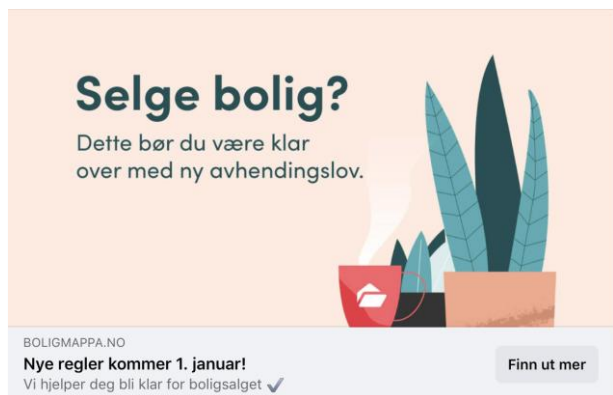 Selge bolig?
Dette bør du være klar
over med ny avhendingslov.
BOLIGMAPPA.NO
Nye regler kommer 1. januar!
Finn ut mer
Vi hjelper deg bli klar for boligsalget ✓